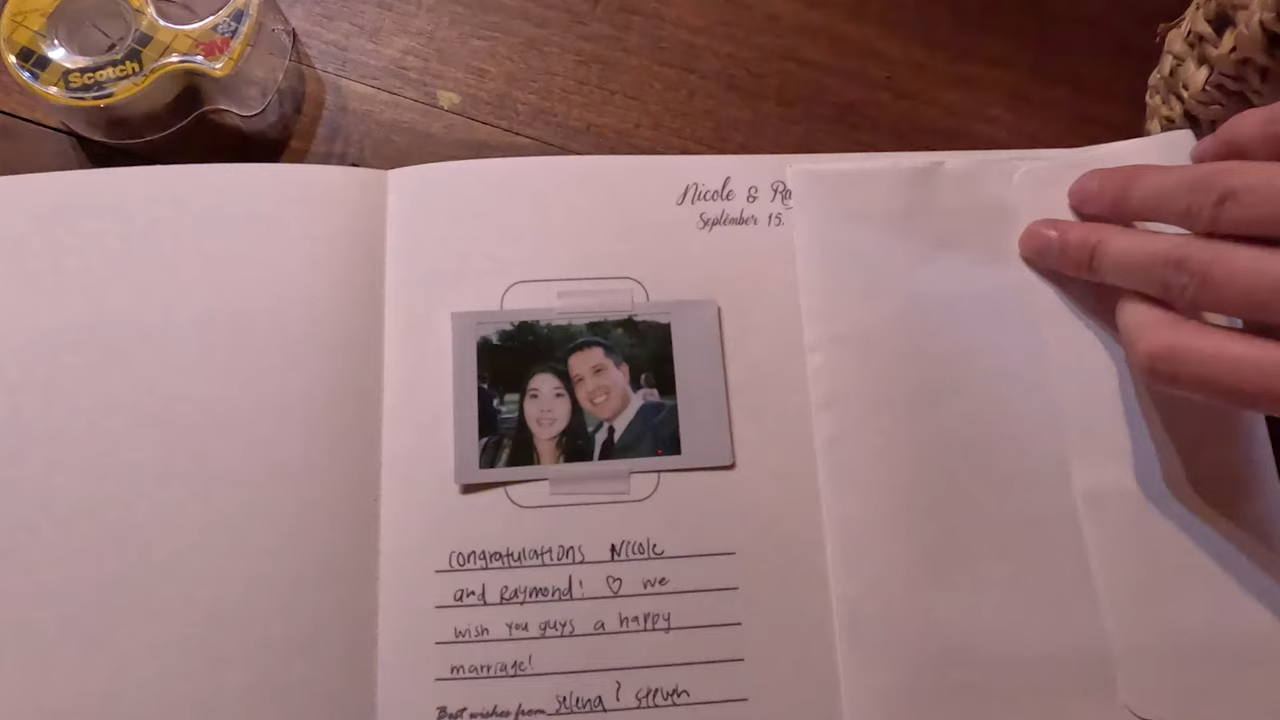 Scotch
3M
Nicole & Ra
September 15.
congratulations Nicole
and Raymond! ♡ we
wish you guys a happy
marriage!
Best wishes from selena & steven